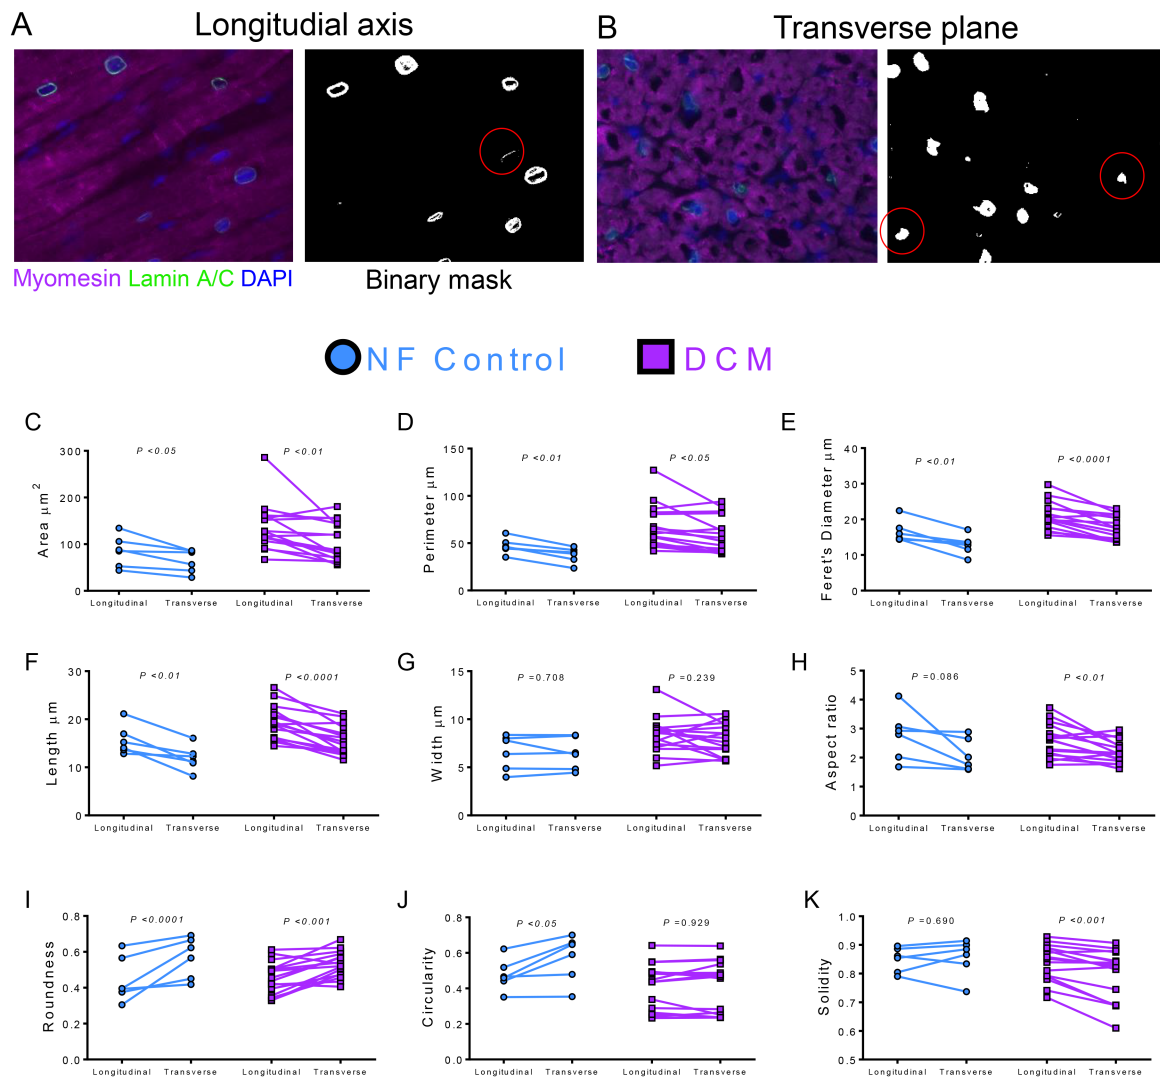 A Longitudial axis
B Transverse plane
Myomesin Lamin A/C DAPI
Binary mask
NF Control DCM
C
Area μm2
300
200
100
0
P <0.05
P <0.01
Longitudinal Transverse Longitudinal Transverse
D
Perimeter μm
150
100
50
0
P <0.01
P <0.05
Longitudinal Transverse Longitudinal Transverse
E
Feret's Diameter μm
40
30
20
10
0
P <0.01
P <0.0001
Longitudinal Transverse Longitudinal Transverse
F
Length μm
30
20
10
0
P <0.01
P <0.0001
Longitudinal Transverse Longitudinal Transverse
G
Width μm
15
10
5
0
P =0.708
P =0.239
Longitudinal Transverse Longitudinal Transverse
H
Aspect ratio
5
4
3
2
1
0
P =0.086
P <0.01
Longitudinal Transverse Longitudinal Transverse
I
Roundness
0.8
0.6
0.4
0.2
0.0
P <0.0001
P <0.001
Longitudinal Transverse Longitudinal Transverse
J
Circularity
0.8
0.6
0.4
0.2
0.0
P <0.05
P =0.929
Longitudinal Transverse Longitudinal Transverse
K
Solidity
1.0
0.9
0.8
0.7
0.6
0.5
P =0.690
P <0.001
Longitudinal Transverse Longitudinal Transverse